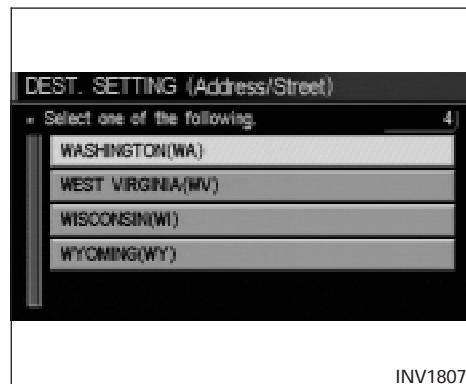 DEST. SETTING (Address/Street)
Select one of the following. 4
WASHINGTON(WA)
WEST VIRGINIA(WV)
WISCONSIN(WI)
WYOMING(WY)
INV1807